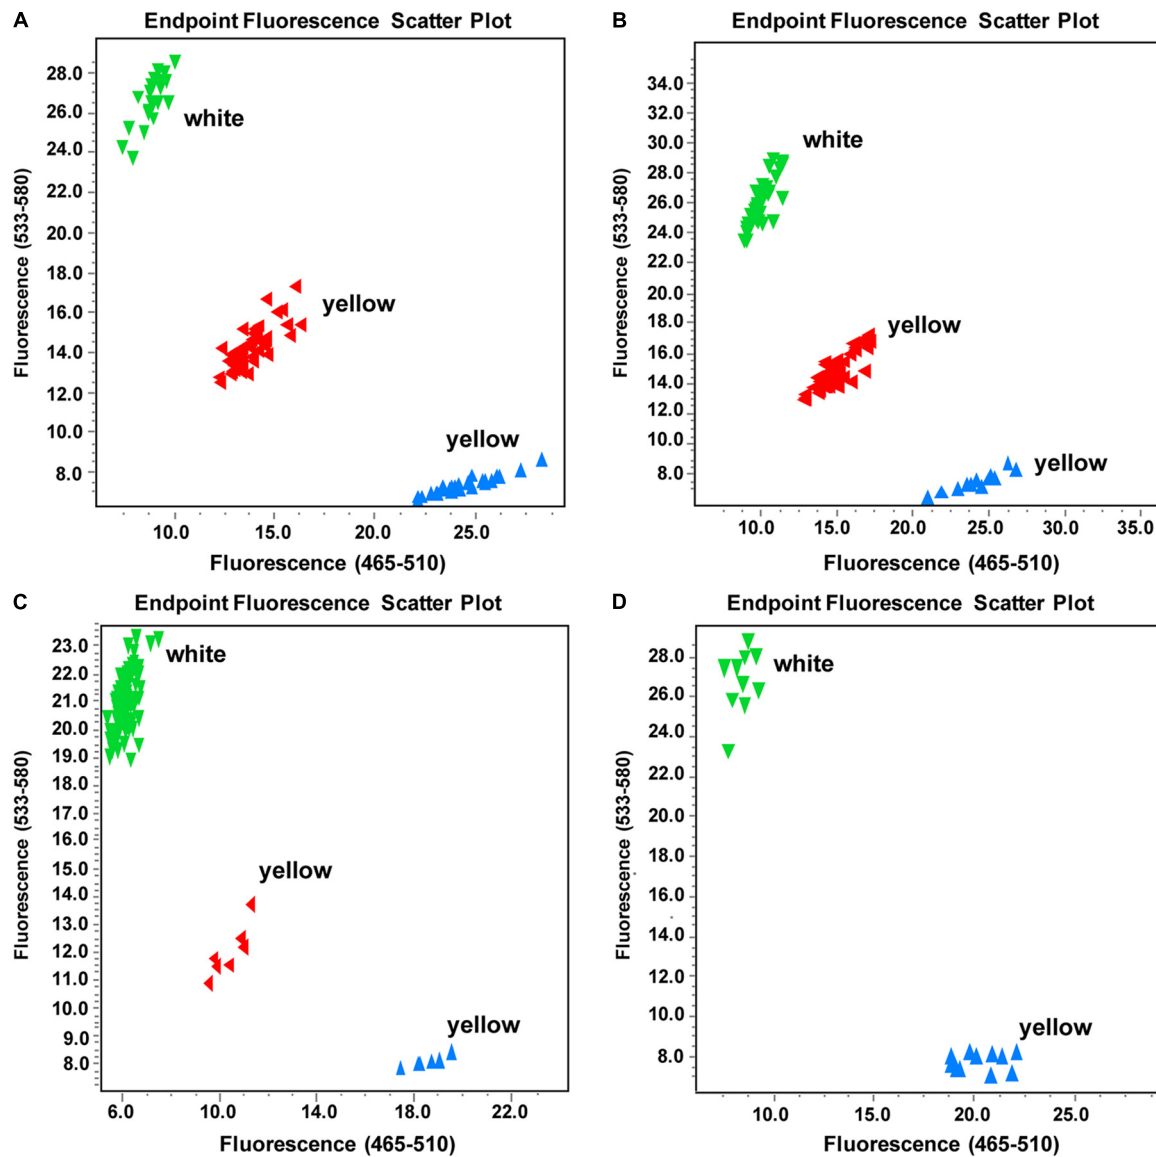 A
Endpoint Fluorescence Scatter Plot
Fluorescence (533-580)
28.0
26.0
24.0
22.0
20.0
18.0
16.0
14.0
12.0
10.0
8.0
white
yellow
yellow
10.0 15.0 20.0 25.0
Fluorescence (465-510)
B
Endpoint Fluorescence Scatter Plot
Fluorescence (533-580)
34.0
32.0
30.0
28.0
26.0
24.0
22.0
20.0
18.0
16.0
14.0
12.0
10.0
8.0
white
yellow
yellow
10.0 15.0 20.0 25.0 30.0 35.0
Fluorescence (465-510)
C
Endpoint Fluorescence Scatter Plot
Fluorescence (533-580)
23.0
22.0
21.0
20.0
19.0
18.0
17.0
16.0
15.0
14.0
13.0
12.0
11.0
10.0
9.0
8.0
white
yellow
yellow
6.0 10.0 14.0 18.0 22.0
Fluorescence (465-510)
D
Endpoint Fluorescence Scatter Plot
Fluorescence (533-580)
28.0
26.0
24.0
22.0
20.0
18.0
16.0
14.0
12.0
10.0
8.0
white
yellow
10.0 15.0 20.0 25.0
Fluorescence (465-510)